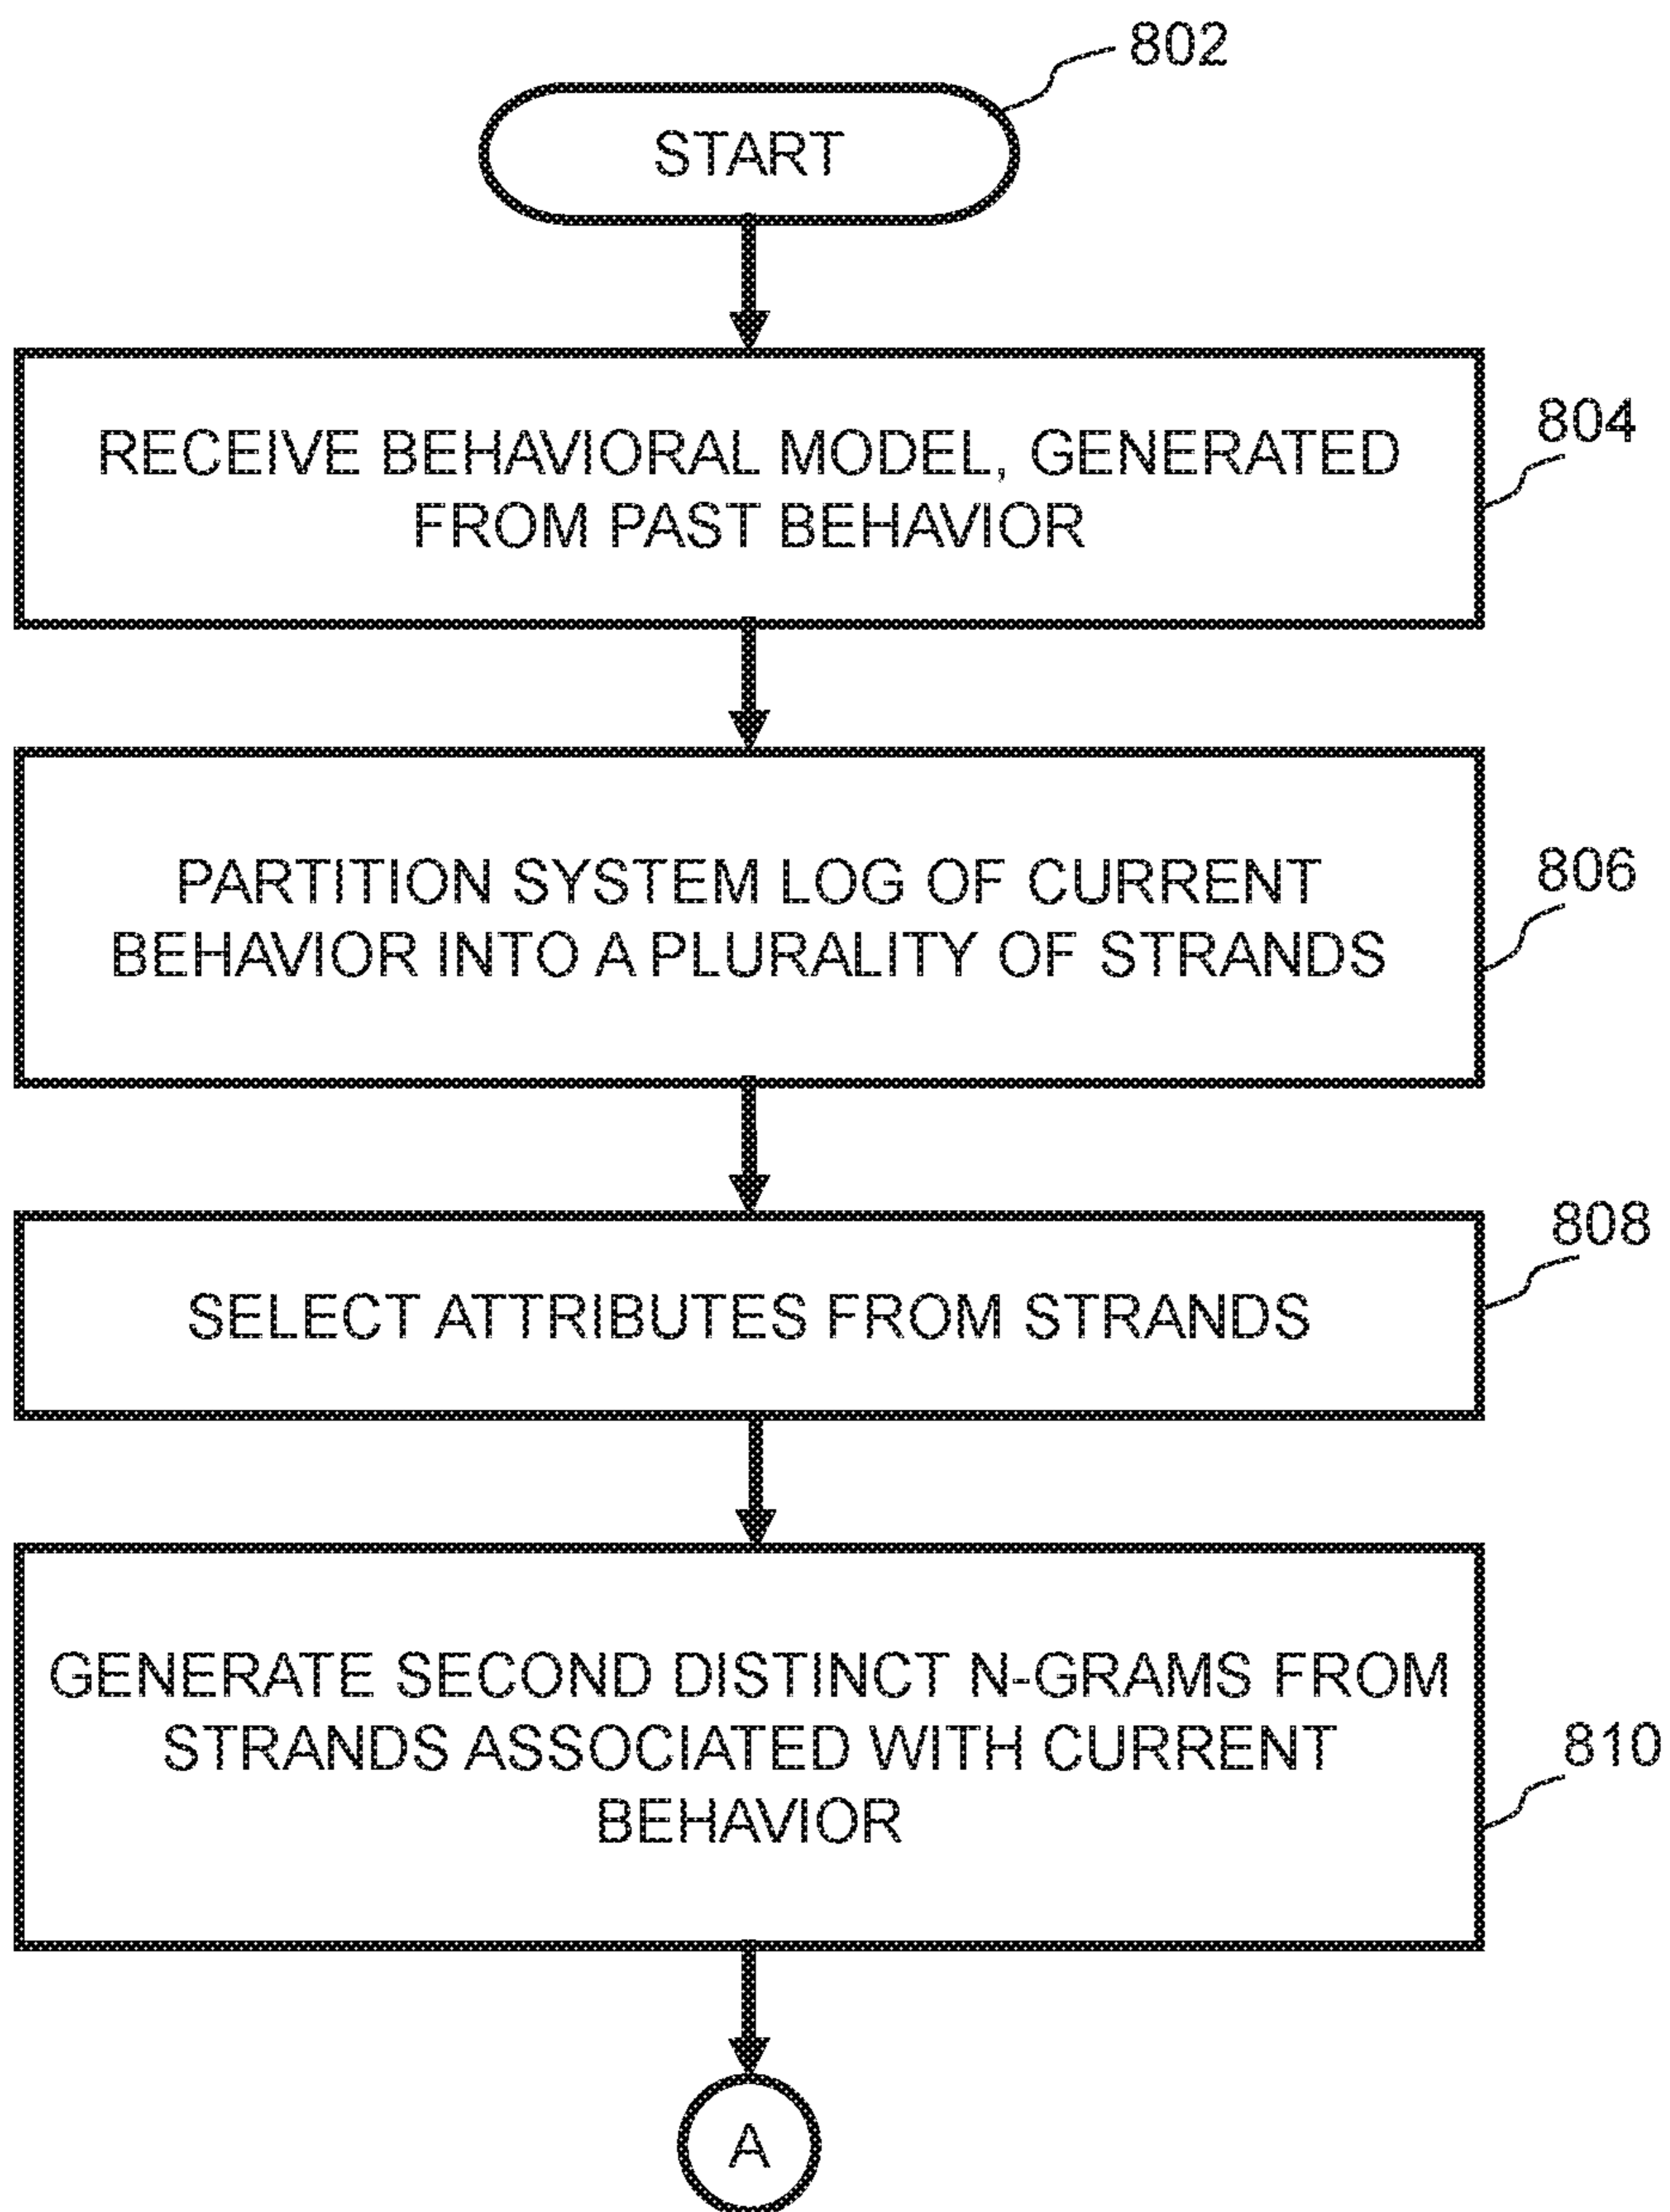 802
START
804
RECEIVE BEHAVIORAL MODEL, GENERATED
FROM PAST BEHAVIOR
806
PARTITION SYSTEM LOG OF CURRENT
BEHAVIOR INTO A PLURALITY OF STRANDS
808
SELECT ATTRIBUTES FROM STRANDS
GENERATE SECOND DISTINCT N-GRAMS FROM
STRANDS ASSOCIATED WITH CURRENT
BEHAVIOR
810
A